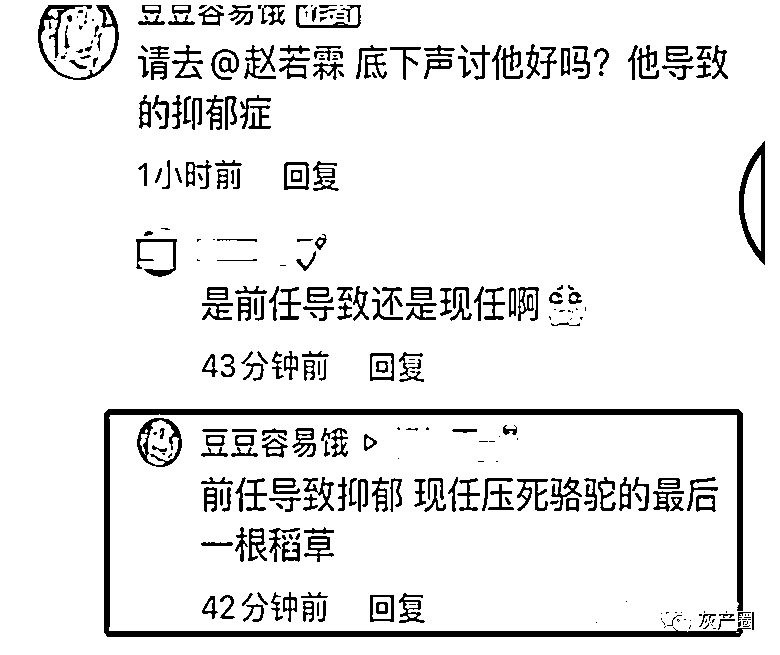 豆豆容易饿 作者
请去@赵若霖 底下声讨他好吗？他导致
的抑郁症
1小时前 回复
是前任导致还是现任啊
43分钟前 回复
豆豆容易饿
前任导致抑郁 现任压死骆驼的最后
一根稻草
42分钟前 回复
灰产圈